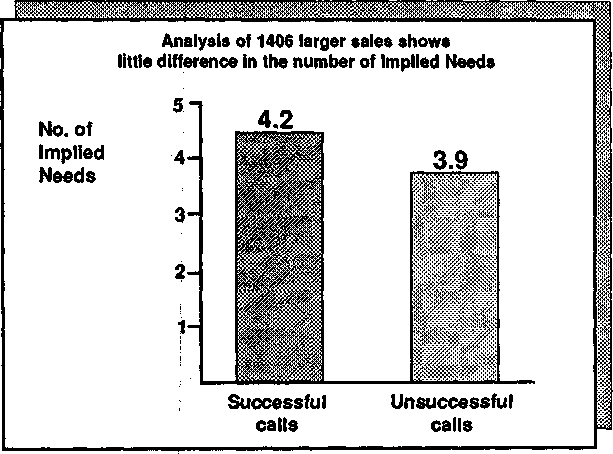 Analysis of 1406 larger sales shows
little difference in the number of Implied Needs
No. of
Implied
Needs
5
4
3
2
1
4.2
3.9
Successful
calls
Unsuccessful
calls